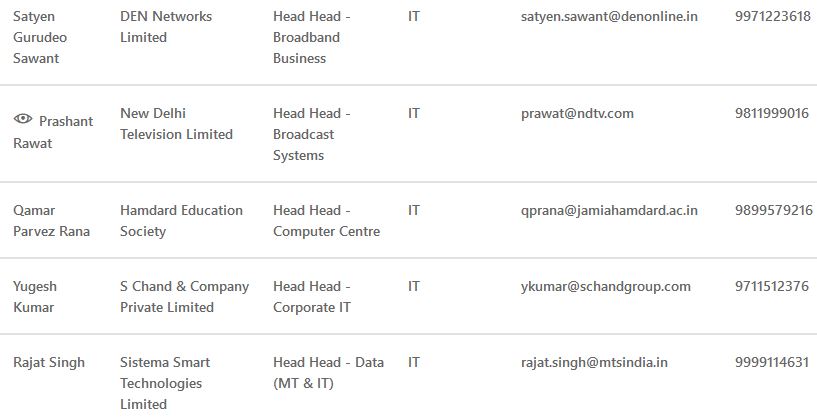 Satyen Gurudeo Sawant DEN Networks Limited Head Head - Broadband Business IT satyen.sawant@denonline.in 9971223618
Prashant Rawat New Delhi Television Limited Head Head - Broadcast Systems IT prawat@ndtv.com 9811999016
Qamar Parvez Rana Hamdard Education Society Head Head - Computer Centre IT qprana@jamiahamdard.ac.in 9899579216
Yugesh Kumar S Chand & Company Private Limited Head Head - Corporate IT IT ykumar@schandgroup.com 9711512376
Rajat Singh Sistema Smart Technologies Limited Head Head - Data (MT & IT) IT rajat.singh@mtsindia.in 9999114631